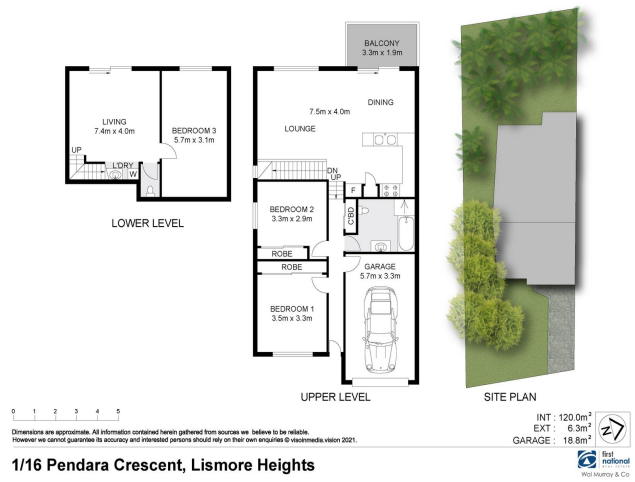 BALCONY
3.3m x 1.9m
LIVING
7.4m x 4.0m
BEDROOM 3
5.7m x 3.1m
UP
L'DRY
W
LOWER LEVEL
DINING
7.5m x 4.0m
LOUNGE
DN
UP
F
BEDROOM 2
3.3m x 2.9m
C'BD
ROBE
ROBE
GARAGE
5.7m x 3.3m
BEDROOM 1
3.5m x 3.3m
UPPER LEVEL
SITE PLAN
0 1 2 3 4 5
INT : 120.0m²
EXT : 6.3m²
GARAGE : 18.8m²
Z
Dimensions are approximate. All information contained herein gathered from sources we believe to be reliable.
However we cannot guarantee its accuracy and interested persons should rely on their own enquiries © visoinmedia.vision 2021.
1/16 Pendara Crescent, Lismore Heights
first
national
REAL ESTATE
Wal Murray & Co